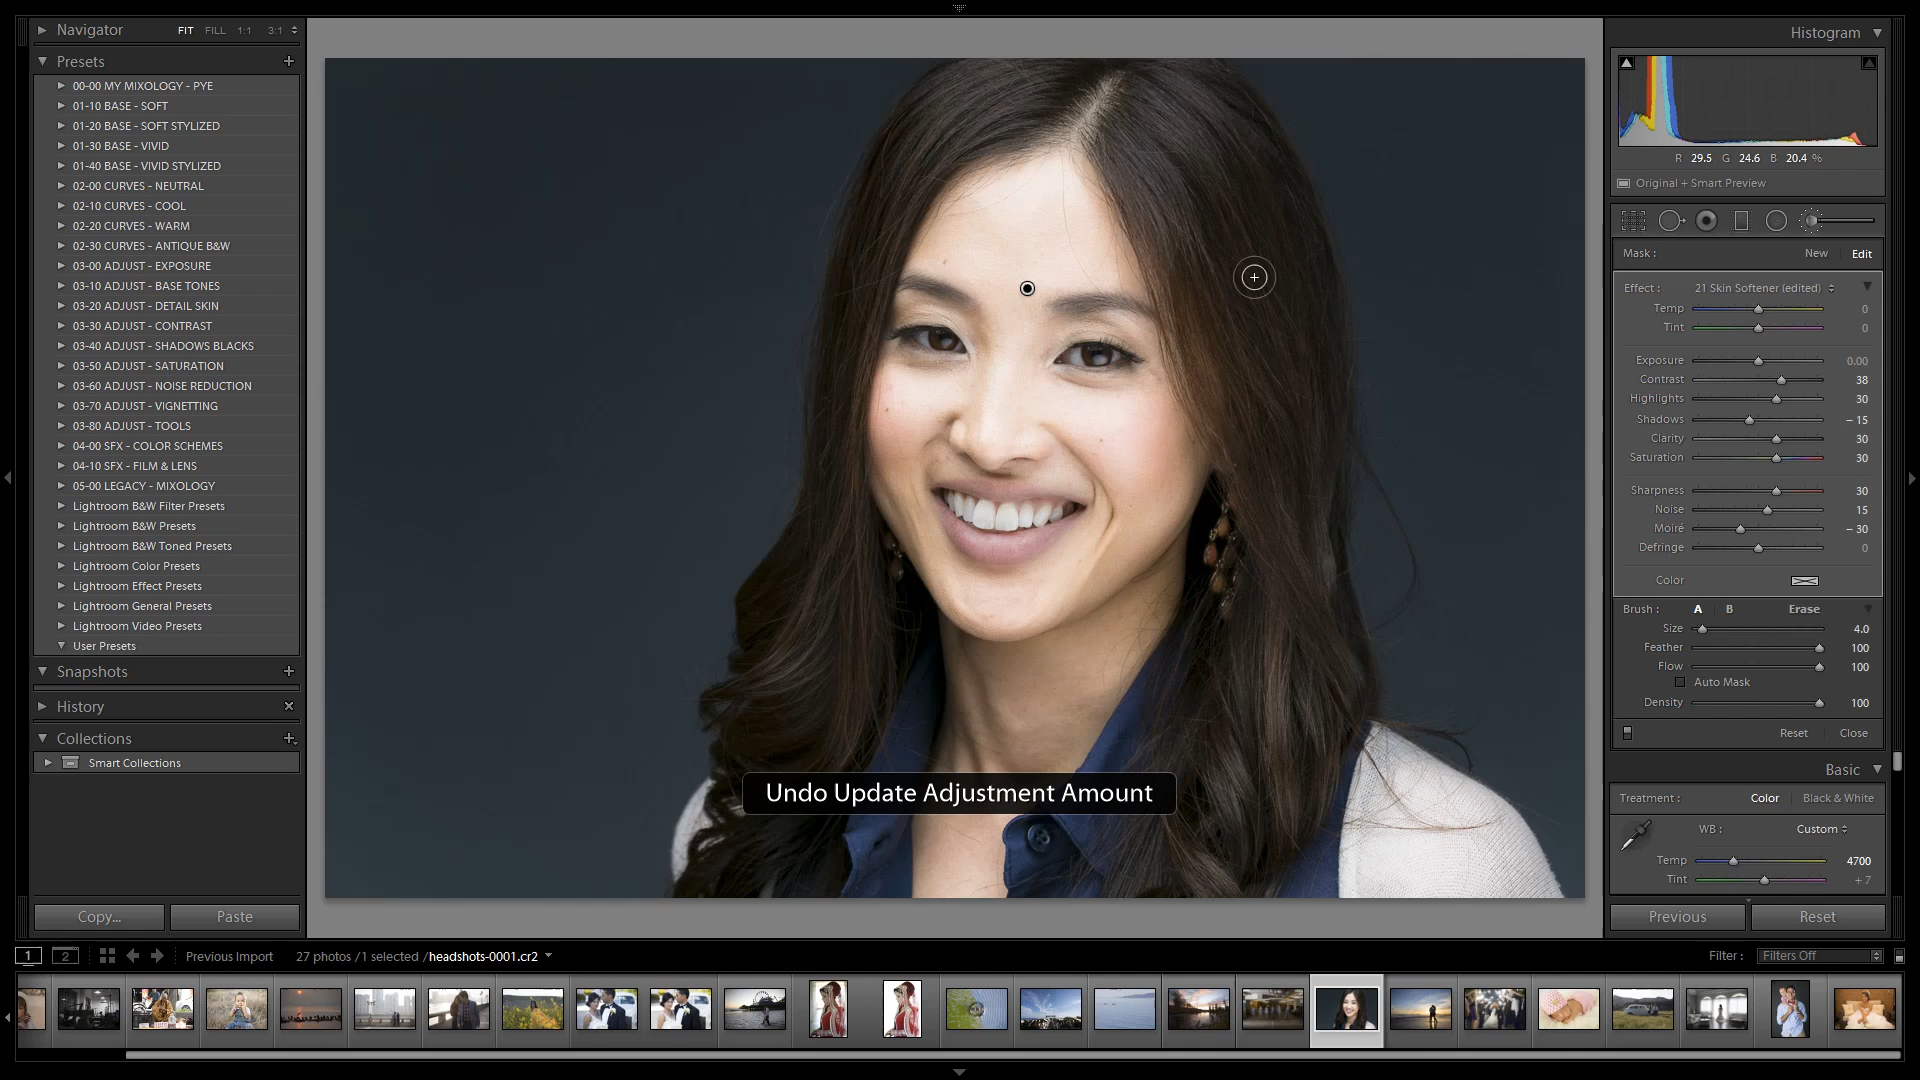 Navigator FIT FILL 1:1 3:1
Presets
00-00 MY MIXOLOGY - PYE
01-10 BASE - SOFT
01-20 BASE - SOFT STYLIZED
01-30 BASE - VIVID
01-40 BASE - VIVID STYLIZED
02-00 CURVES - NEUTRAL
02-10 CURVES - COOL
02-20 CURVES - WARM
02-30 CURVES - ANTIQUE B&W
03-00 ADJUST - EXPOSURE
03-10 ADJUST - BASE TONES
03-20 ADJUST - DETAIL SKIN
03-30 ADJUST - CONTRAST
03-40 ADJUST - SHADOWS BLACKS
03-50 ADJUST - SATURATION
03-60 ADJUST - NOISE REDUCTION
03-70 ADJUST - VIGNETTING
03-80 ADJUST - TOOLS
04-00 SFX - COLOR SCHEMES
04-10 SFX - FILM & LENS
05-00 LEGACY - MIXOLOGY
Lightroom B&W Filter Presets
Lightroom B&W Presets
Lightroom B&W Toned Presets
Lightroom Color Presets
Lightroom Effect Presets
Lightroom General Presets
Lightroom Video Presets
User Presets
Snapshots
History
Collections
Smart Collections
Copy... Paste
Undo Update Adjustment Amount
Histogram
R 29.5 G 24.6 B 20.4 %
Original + Smart Preview
Mask : New Edit
Effect : 21 Skin Softener (edited)
Temp 0
Tint 0
Exposure 0.00
Contrast 38
Highlights 30
Shadows – 15
Clarity 30
Saturation 30
Sharpness 30
Noise 15
Moiré – 30
Defringe 0
Color
Brush : A B Erase
Size 4.0
Feather 100
Flow 100
Auto Mask
Density 100
Reset Close
Basic
Treatment : Color Black & White
WB : Custom
Temp 4700
Tint + 7
Previous Reset
1 2 Previous Import 27 photos /1 selected /headshots-0001.cr2 Filter : Filters Off